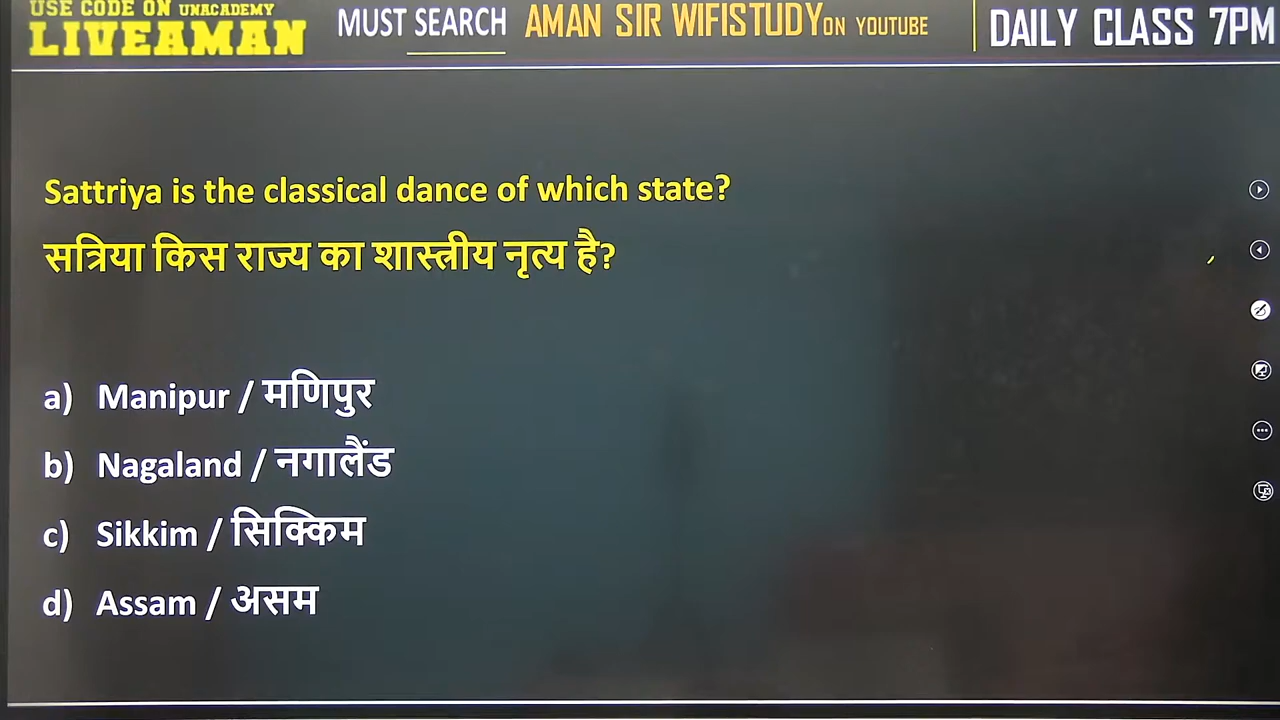 USE CODE ON UNACADEMY
LIVEAMAN
MUST SEARCH AMAN SIR WIFISTUDY ON YOUTUBE
DAILY CLASS 7PM
Sattriya is the classical dance of which state?
सत्रिया किस राज्य का शास्त्रीय नृत्य है?
a) Manipur / मणिपुर
b) Nagaland / नगालैंड
c) Sikkim / सिक्किम
d) Assam / असम